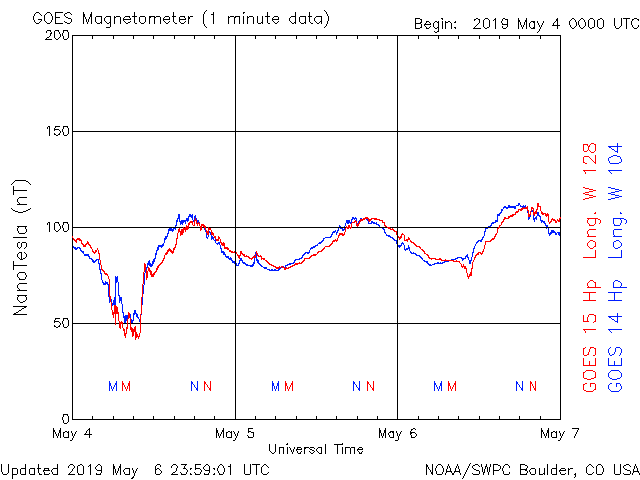 GOES Magnetometer (1 minute data)
Begin: 2019 May 4 0000 UTC
200
150
100
50
0
NanoTesla (nT)
M M N N M M N N M M N N
May 4 May 5 May 6 May 7
Universal Time
GOES 15 Hp Long. W 128
GOES 14 Hp Long. W 104
Updated 2019 May 6 23:59:01 UTC
NOAA/SWPC Boulder, CO USA